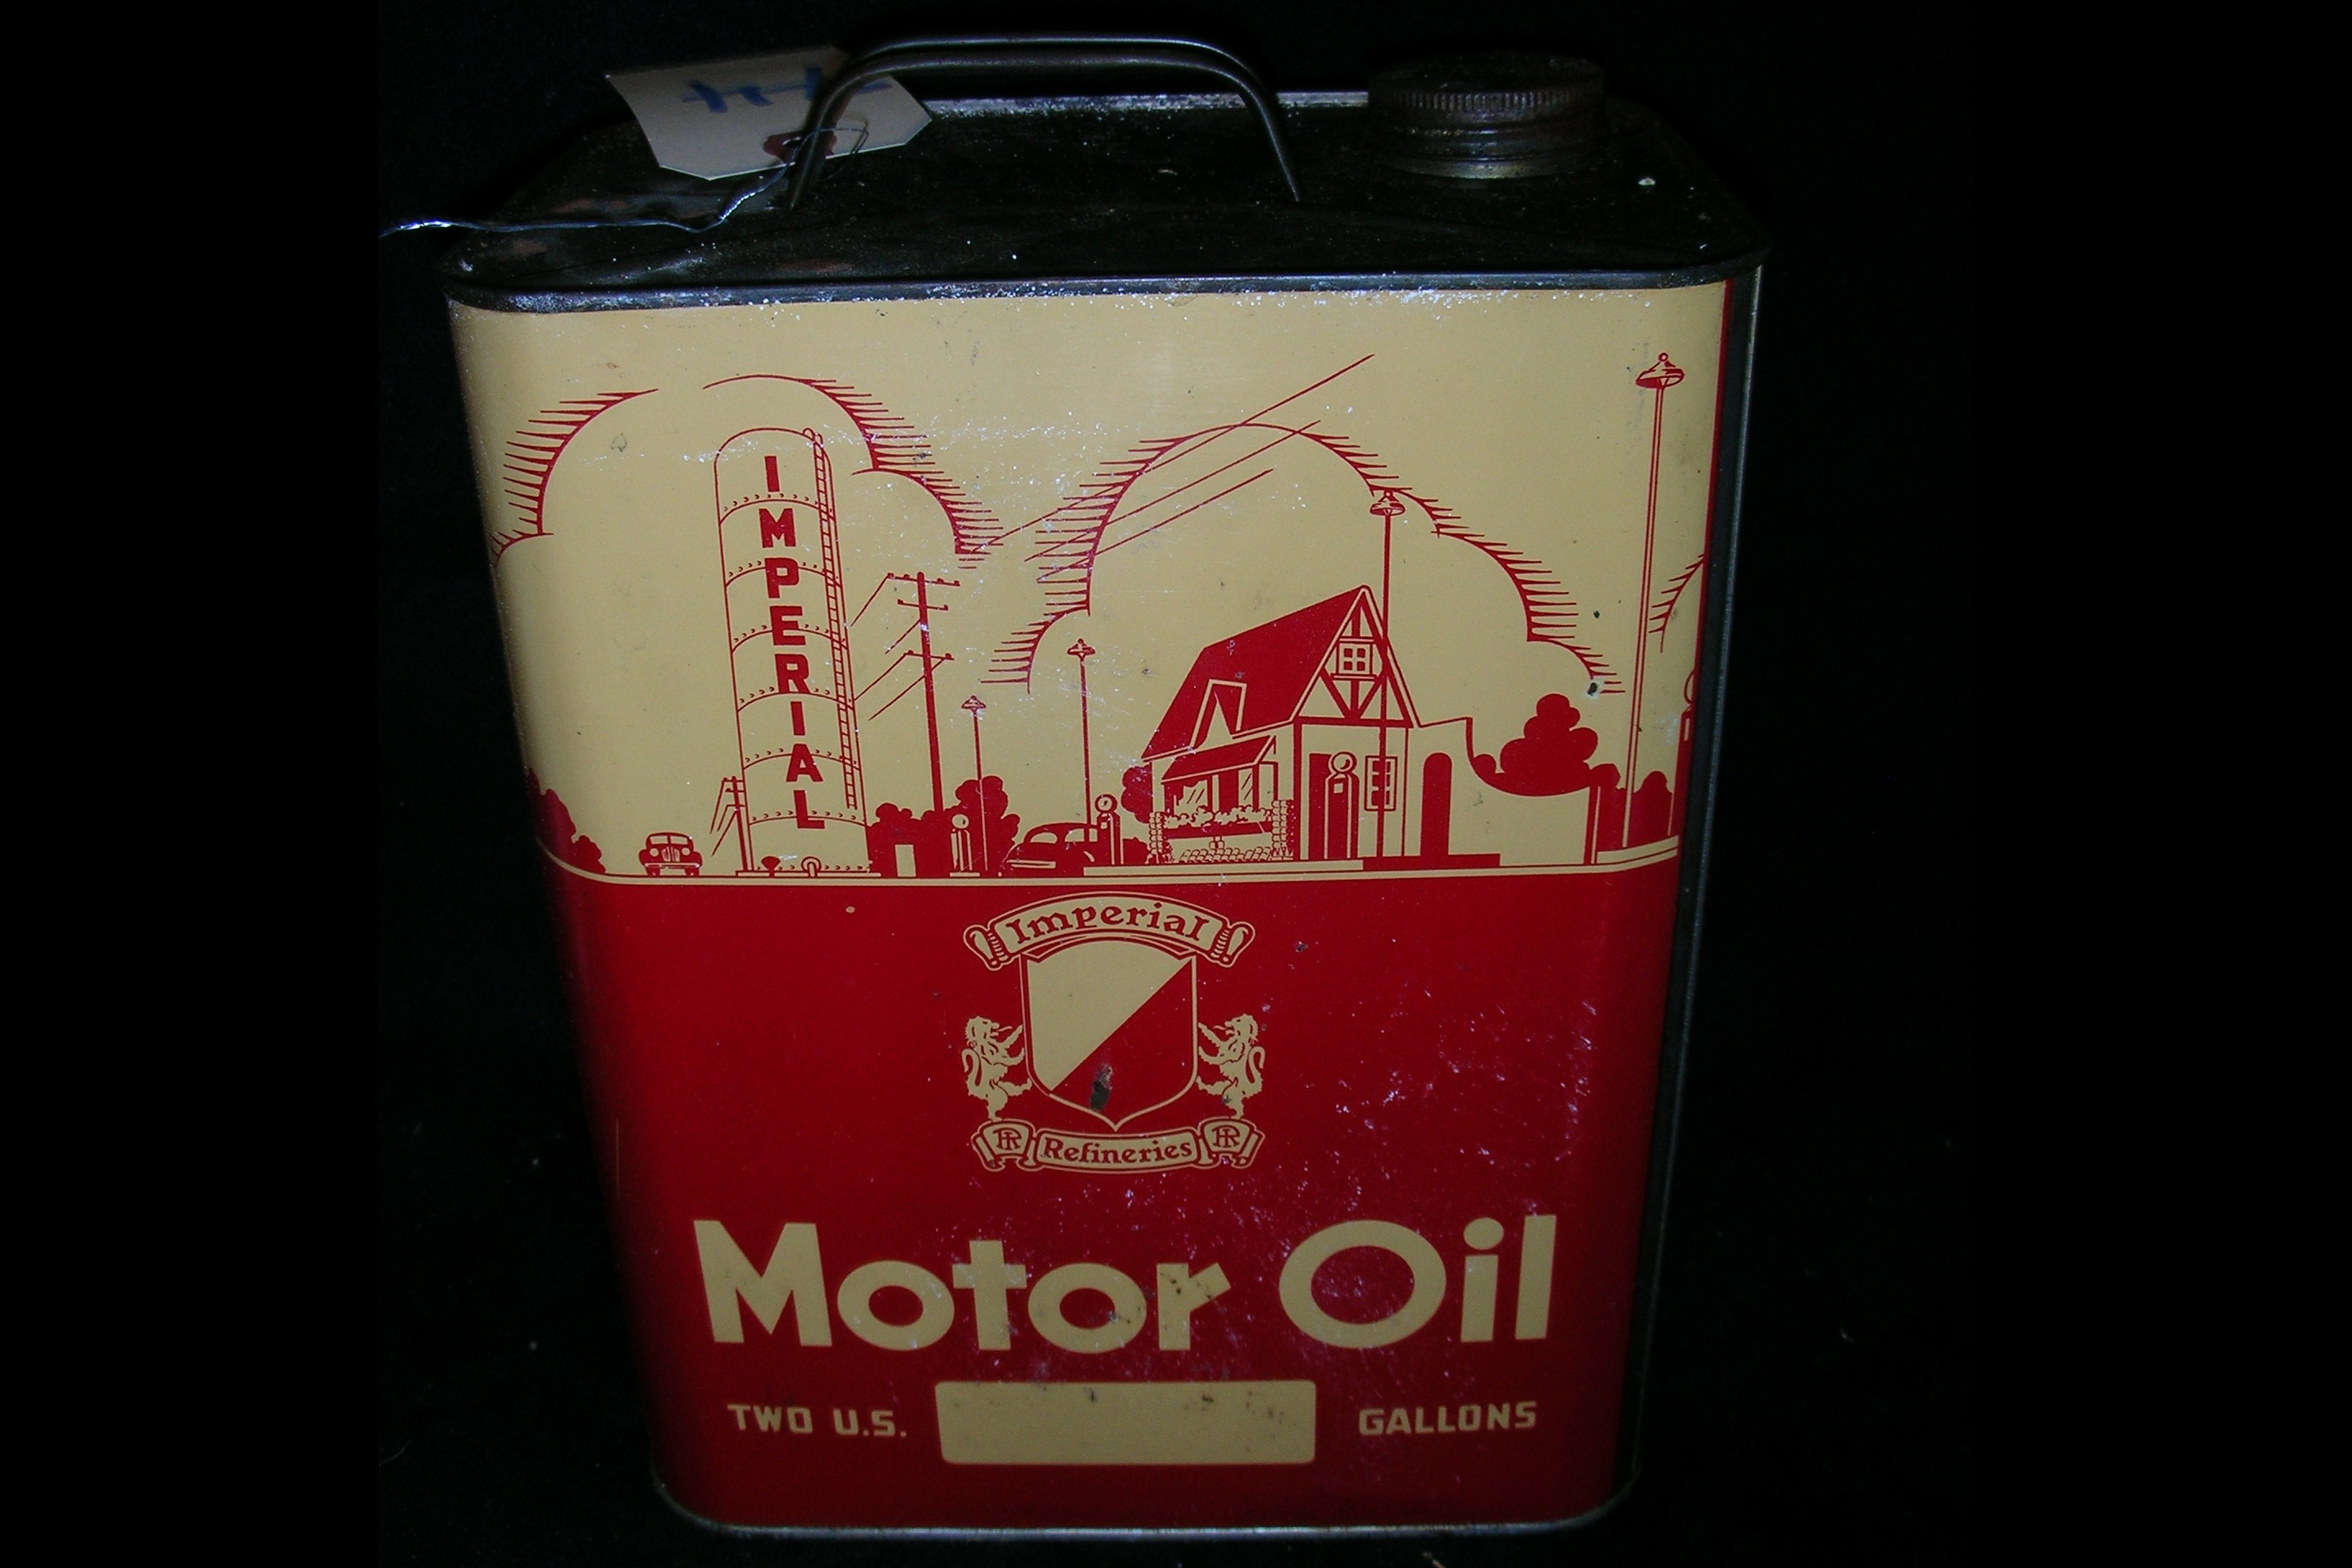 IMPERIAL
Imperial
IR Refineries IR
Motor Oil
TWO U.S. GALLONS